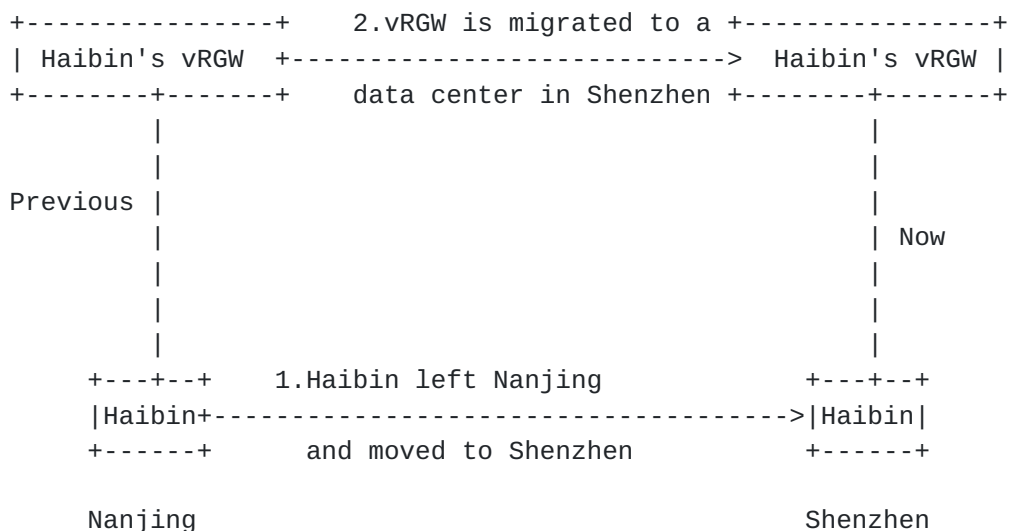 2.vRGW is migrated to a
Haibin's vRGW Haibin's vRGW
data center in Shenzhen
Previous
Now
1.Haibin left Nanjing
Haibin Haibin
and moved to Shenzhen
Nanjing Shenzhen